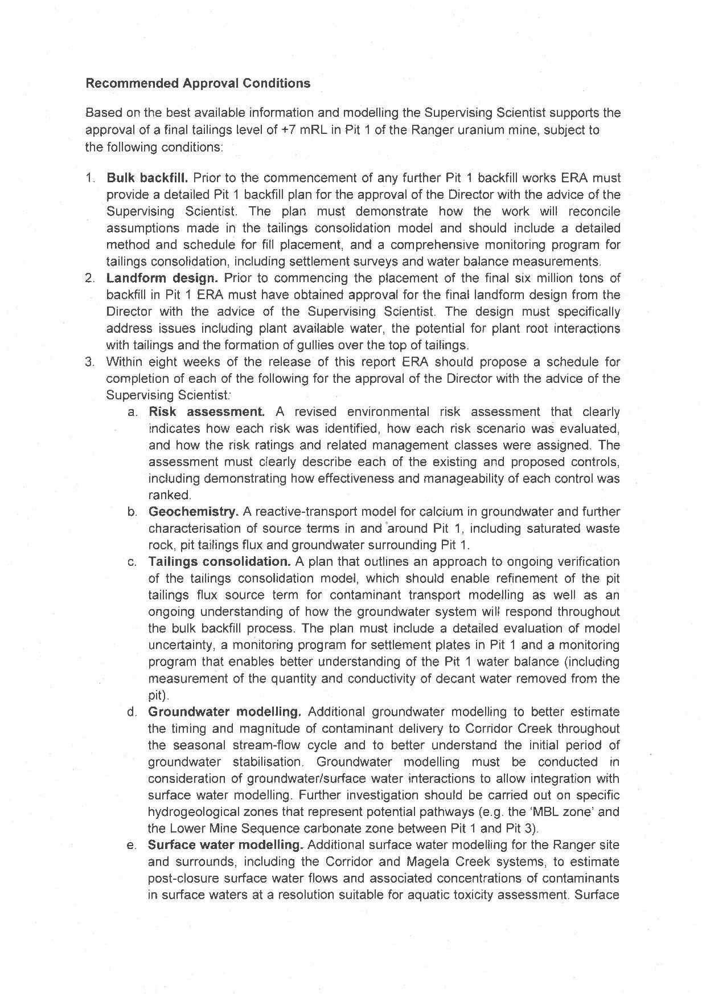 Recommended Approval Conditions
Based on the best available information and modelling the Supervising Scientist supports the
approval of a final tailings level of +7 mRL in Pit 1 of the Ranger uranium mine, subject to
the following conditions:
1. Bulk backfill. Prior to the commencement of any further Pit 1 backfill works ERA must
provide a detailed Pit 1 backfill plan for the approval of the Director with the advice of the
Supervising Scientist. The plan must demonstrate how the work will reconcile
assumptions made in the tailings consolidation model and should include a detailed
method and schedule for fill placement, and a comprehensive monitoring program for
tailings consolidation, including settlement surveys and water balance measurements.
2. Landform design. Prior to commencing the placement of the final six million tons of
backfill in Pit 1 ERA must have obtained approval for the final landform design from the
Director with the advice of the Supervising Scientist. The design must specifically
address issues including plant available water, the potential for plant root interactions
with tailings and the formation of gullies over the top of tailings.
3. Within eight weeks of the release of this report ERA should propose a schedule for
completion of each of the following for the approval of the Director with the advice of the
Supervising Scientist:
a. Risk assessment. A revised environmental risk assessment that clearly
indicates how each risk was identified, how each risk scenario was evaluated,
and how the risk ratings and related management classes were assigned. The
assessment must clearly describe each of the existing and proposed controls,
including demonstrating how effectiveness and manageability of each control was
ranked.
b. Geochemistry. A reactive-transport model for calcium in groundwater and further
characterisation of source terms in and around Pit 1, including saturated waste
rock, pit tailings flux and groundwater surrounding Pit 1.
c. Tailings consolidation. A plan that outlines an approach to ongoing verification
of the tailings consolidation model, which should enable refinement of the pit
tailings flux source term for contaminant transport modelling as well as an
ongoing understanding of how the groundwater system will respond throughout
the bulk backfill process. The plan must include a detailed evaluation of model
uncertainty, a monitoring program for settlement plates in Pit 1 and a monitoring
program that enables better understanding of the Pit 1 water balance (including
measurement of the quantity and conductivity of decant water removed from the
pit).
d. Groundwater modelling. Additional groundwater modelling to better estimate
the timing and magnitude of contaminant delivery to Corridor Creek throughout
the seasonal stream-flow cycle and to better understand the initial period of
groundwater stabilisation. Groundwater modelling must be conducted in
consideration of groundwater/surface water interactions to allow integration with
surface water modelling. Further investigation should be carried out on specific
hydrogeological zones that represent potential pathways (e.g. the ‘MBL zone’ and
the Lower Mine Sequence carbonate zone between Pit 1 and Pit 3).
e. Surface water modelling. Additional surface water modelling for the Ranger site
and surrounds, including the Corridor and Magela Creek systems, to estimate
post-closure surface water flows and associated concentrations of contaminants
in surface waters at a resolution suitable for aquatic toxicity assessment. Surface